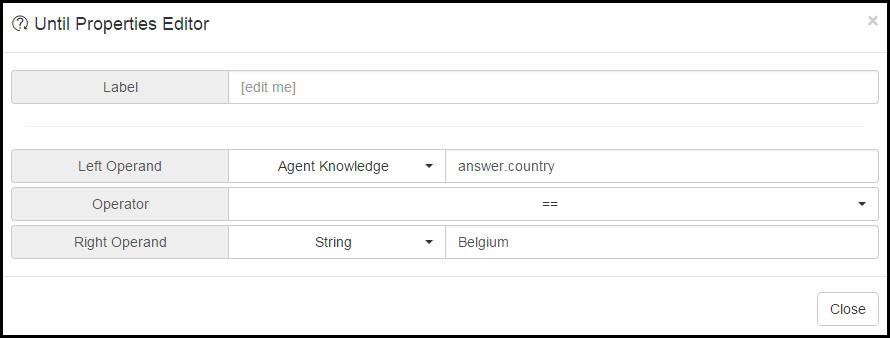 Until Properties Editor ×
Label [edit me]
Left Operand Agent Knowledge answer.country
Operator ==
Right Operand String Belgium
Close